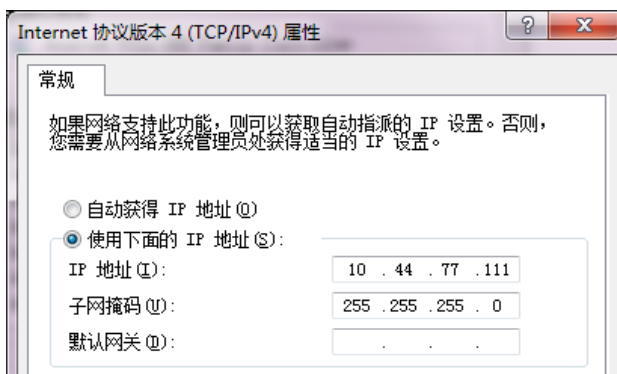 Internet 协议版本 4 (TCP/IPv4) 属性
常规
如果网络支持此功能，则可以获取自动指派的 IP 设置。否则，
您需要从网络系统管理员处获得适当的 IP 设置。
自动获得 IP 地址(O)
使用下面的 IP 地址(S):
IP 地址(I): 10 . 44 . 77 . 111
子网掩码(U): 255 . 255 . 255 . 0
默认网关(D): . . .